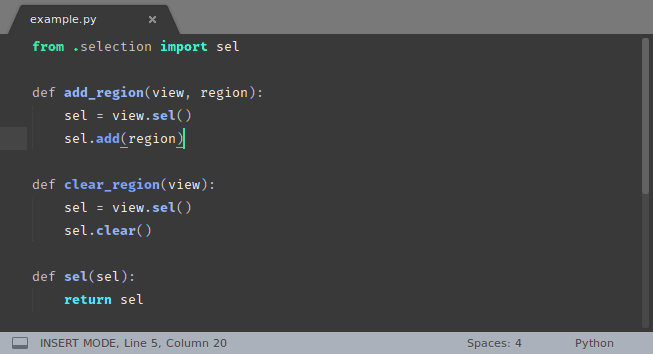 example.py ×
from .selection import sel
def add_region(view, region):
    sel = view.sel()
    sel.add(region)
def clear_region(view):
    sel = view.sel()
    sel.clear()
def sel(sel):
    return sel
INSERT MODE, Line 5, Column 20 Spaces: 4 Python